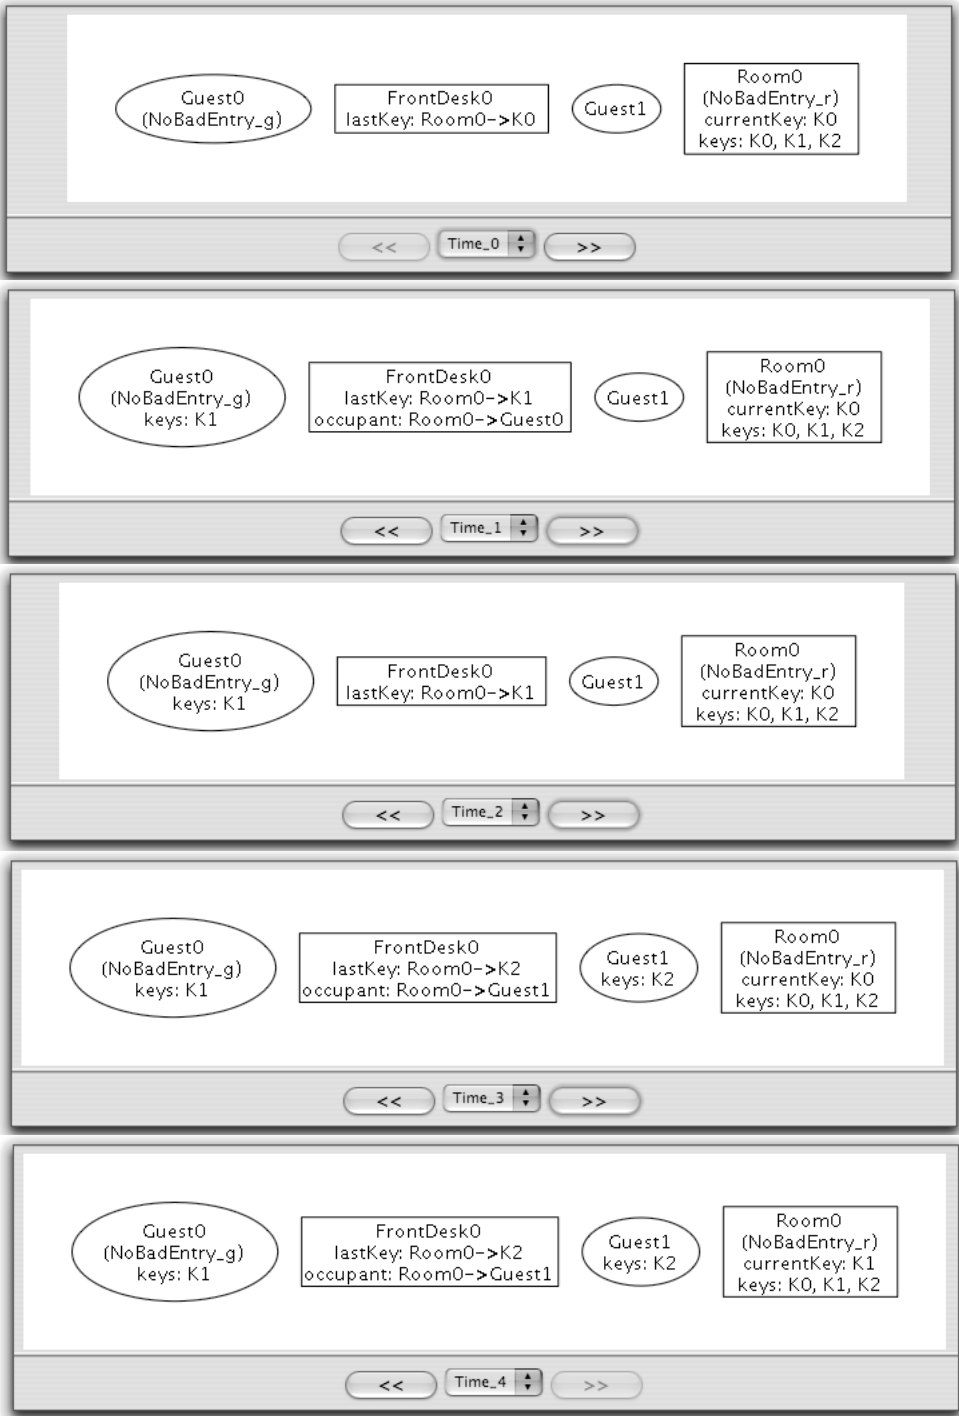 Guest0
(NoBadEntry_g)
FrontDesk0
lastKey: Room0->K0
Guest1
Room0
(NoBadEntry_r)
currentKey: K0
keys: K0, K1, K2
<<
Time_0
>>
Guest0
(NoBadEntry_g)
keys: K1
FrontDesk0
lastKey: Room0->K1
occupant: Room0->Guest0
Guest1
Room0
(NoBadEntry_r)
currentKey: K0
keys: K0, K1, K2
<<
Time_1
>>
Guest0
(NoBadEntry_g)
keys: K1
FrontDesk0
lastKey: Room0->K1
Guest1
Room0
(NoBadEntry_r)
currentKey: K0
keys: K0, K1, K2
<<
Time_2
>>
Guest0
(NoBadEntry_g)
keys: K1
FrontDesk0
lastKey: Room0->K2
occupant: Room0->Guest1
Guest1
keys: K2
Room0
(NoBadEntry_r)
currentKey: K0
keys: K0, K1, K2
<<
Time_3
>>
Guest0
(NoBadEntry_g)
keys: K1
FrontDesk0
lastKey: Room0->K2
occupant: Room0->Guest1
Guest1
keys: K2
Room0
(NoBadEntry_r)
currentKey: K1
keys: K0, K1, K2
<<
Time_4
>>